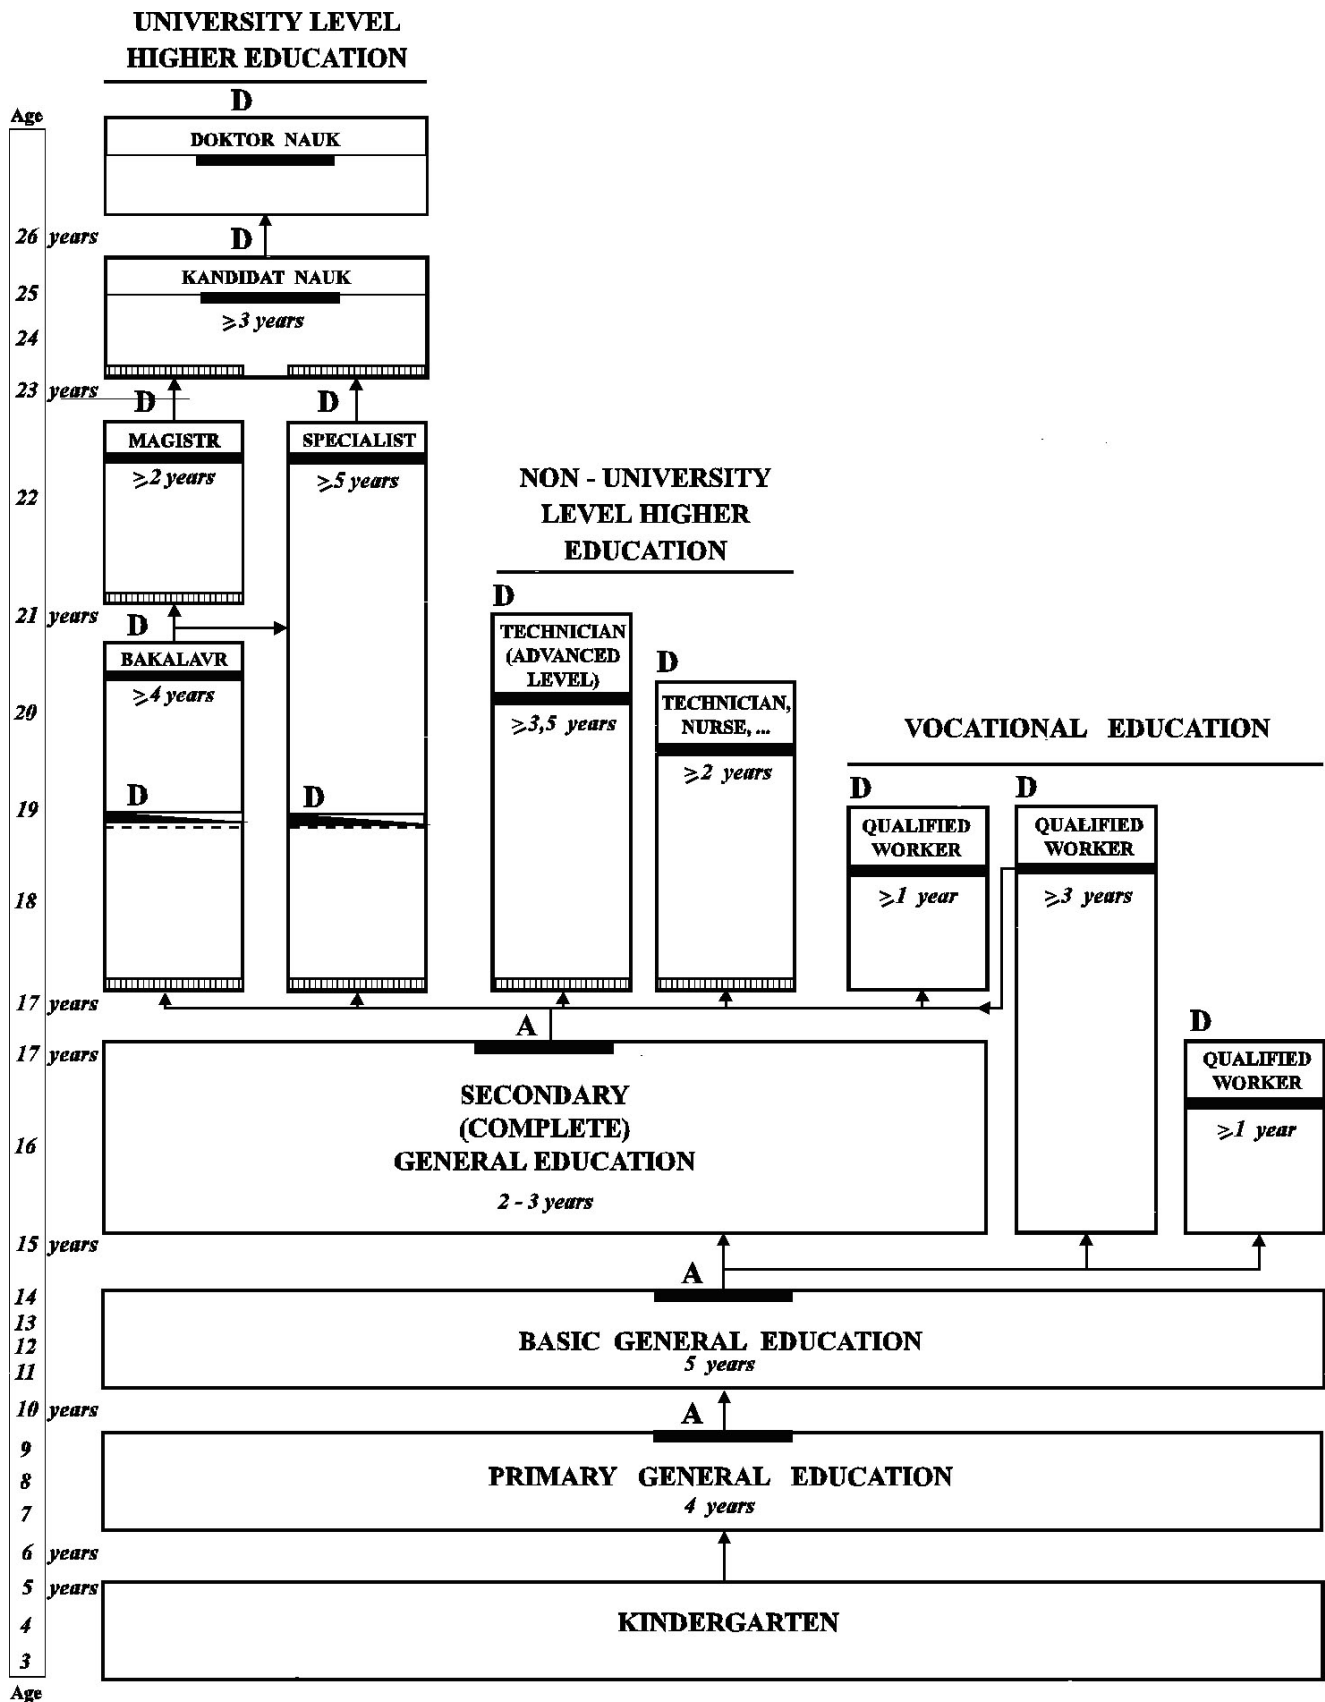 UNIVERSITY LEVEL
HIGHER EDUCATION
D
Age
DOKTOR NAUK
26 years
D
KANDIDAT NAUK
⩾3 years
25
24
23 years
D
D
MAGISTR
⩾2 years
SPECIALIST
⩾5 years
22
21 years
D
BAKALAVR
⩾4 years
20
D
D
19
18
NON - UNIVERSITY
LEVEL HIGHER
EDUCATION
D
TECHNICIAN
(ADVANCED
LEVEL)
⩾3,5 years
D
TECHNICIAN,
NURSE, ...
⩾2 years
VOCATIONAL EDUCATION
D
QUALIFIED
WORKER
⩾1 year
D
QUALIFIED
WORKER
⩾3 years
17 years
A
17 years
D
QUALIFIED
WORKER
⩾1 year
SECONDARY
(COMPLETE)
GENERAL EDUCATION
2 - 3 years
16
15 years
A
14
13
12
11
BASIC GENERAL EDUCATION
5 years
10 years
A
9
8
7
PRIMARY GENERAL EDUCATION
4 years
6 years
5 years
4
3
KINDERGARTEN
Age